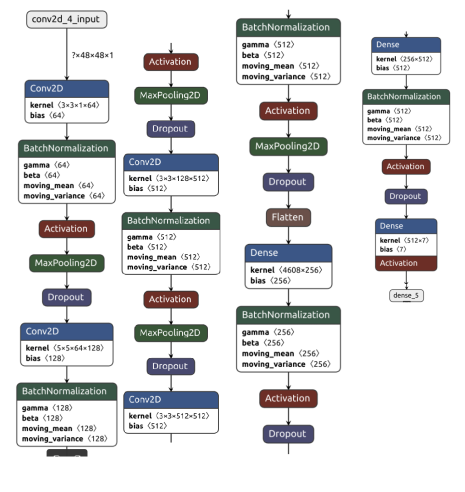 conv2d_4_input
?×48×48×1
Conv2D
kernel ⟨3×3×1×64⟩
bias ⟨64⟩
BatchNormalization
gamma ⟨64⟩
beta ⟨64⟩
moving_mean ⟨64⟩
moving_variance ⟨64⟩
Activation
MaxPooling2D
Dropout
Conv2D
kernel ⟨5×5×64×128⟩
bias ⟨128⟩
BatchNormalization
gamma ⟨128⟩
beta ⟨128⟩
moving_mean ⟨128⟩
moving_variance ⟨128⟩
Activation
MaxPooling2D
Dropout
Conv2D
kernel ⟨3×3×128×512⟩
bias ⟨512⟩
BatchNormalization
gamma ⟨512⟩
beta ⟨512⟩
moving_mean ⟨512⟩
moving_variance ⟨512⟩
Activation
MaxPooling2D
Dropout
Conv2D
kernel ⟨3×3×512×512⟩
bias ⟨512⟩
BatchNormalization
gamma ⟨512⟩
beta ⟨512⟩
moving_mean ⟨512⟩
moving_variance ⟨512⟩
Activation
MaxPooling2D
Dropout
Flatten
Dense
kernel ⟨4608×256⟩
bias ⟨256⟩
BatchNormalization
gamma ⟨256⟩
beta ⟨256⟩
moving_mean ⟨256⟩
moving_variance ⟨256⟩
Activation
Dropout
Dense
kernel ⟨256×512⟩
bias ⟨512⟩
BatchNormalization
gamma ⟨512⟩
beta ⟨512⟩
moving_mean ⟨512⟩
moving_variance ⟨512⟩
Activation
Dropout
Dense
kernel ⟨512×7⟩
bias ⟨7⟩
Activation
dense_5